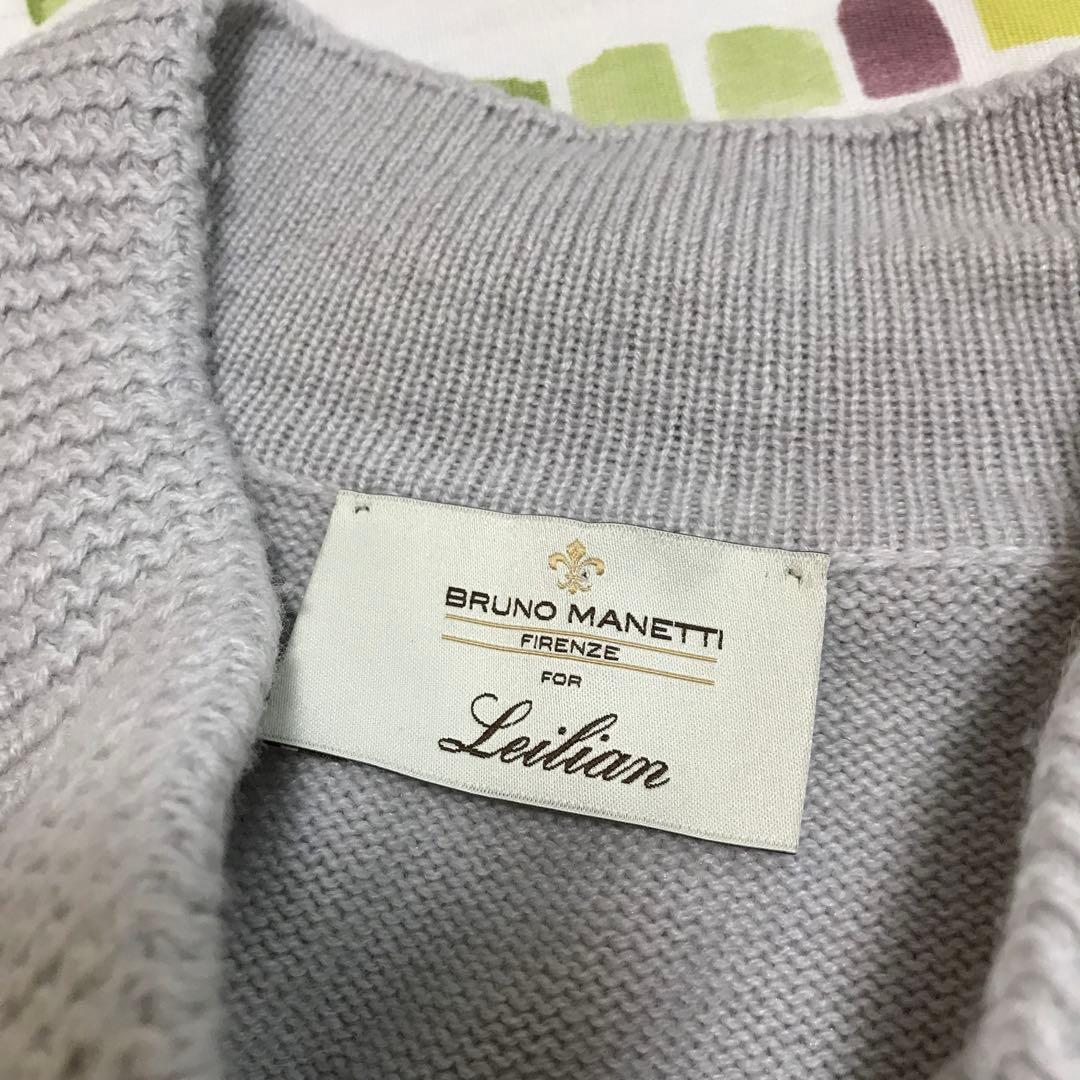 BRUNO MANETTI
FIRENZE
FOR
Leilian